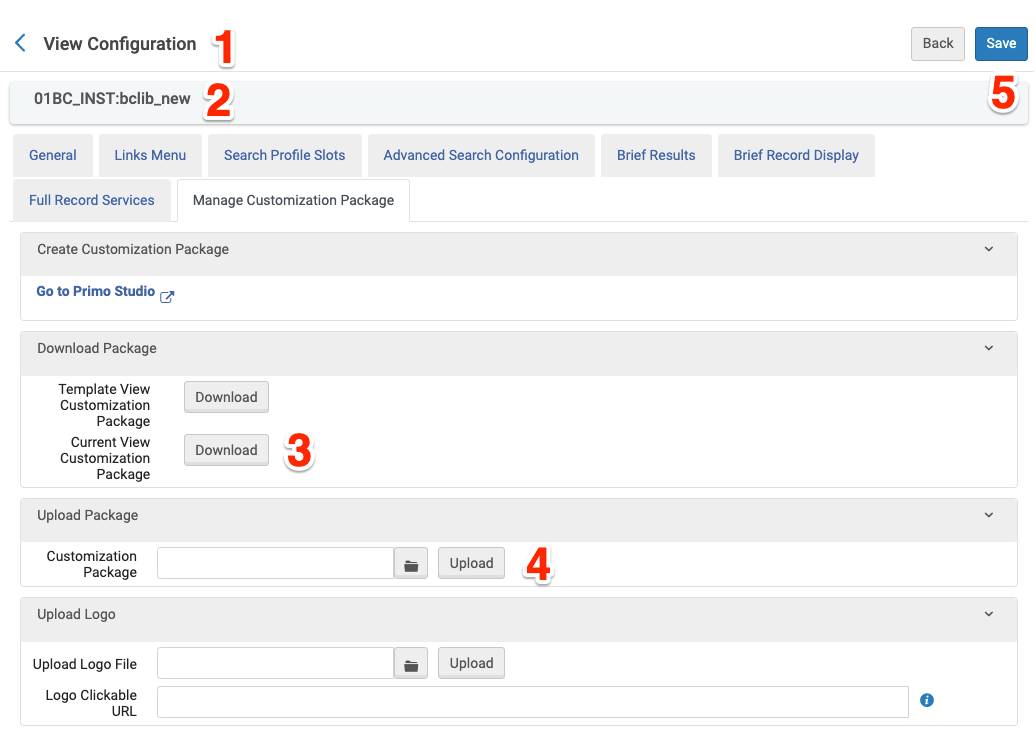 View Configuration 1 Back Save
01BC_INST:bclib_new 2 5
General Links Menu Search Profile Slots Advanced Search Configuration Brief Results Brief Record Display
Full Record Services Manage Customization Package
Create Customization Package
Go to Primo Studio
Download Package
Template View
Customization
Package
Download
Current View
Customization
Package
Download 3
Upload Package
Customization
Package
Upload 4
Upload Logo
Upload Logo File Upload
Logo Clickable
URL